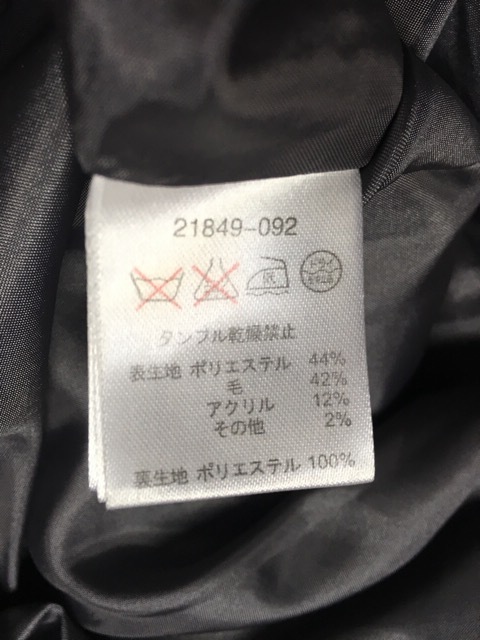 21849-092
タンブル乾燥禁止
表生地 ポリエステル 44%
毛 42%
アクリル 12%
その他 2%
裏生地 ポリエステル 100%